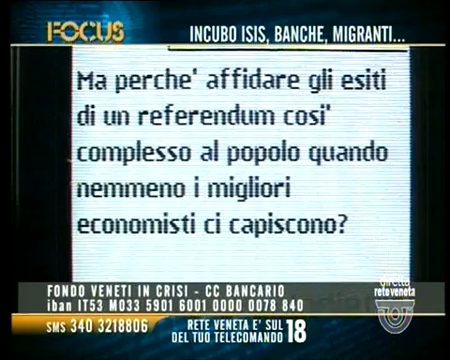 FOCUS
INCUBO ISIS, BANCHE, MIGRANTI...
Ma perche' affidare gli esiti
di un referendum cosi'
complesso al popolo quando
nemmeno i migliori
economisti ci capiscono?
diretta
reteveneta
FONDO VENETI IN CRISI - CC BANCARIO
iban IT53 M033 5901 6001 0000 0078 840
SMS 340 3218806
RETE VENETA E' SUL
DEL TUO TELECOMANDO 18